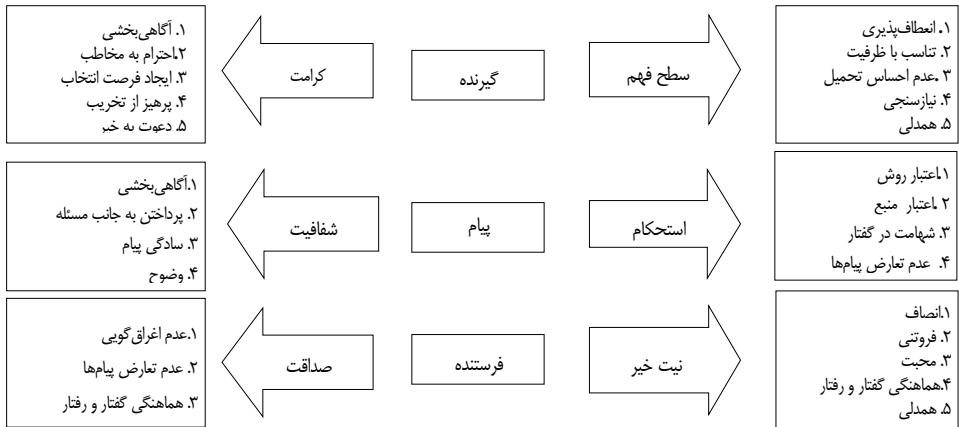 ۱. انعطاف‌پذیری
۲. تناسب با ظرفیت
۳. عدم احساس تحمیل
۴. نیازسنجی
۵. همدلی
سطح فهم
گیرنده
کرامت
۱. آگاهی‌بخشی
۲.احترام به مخاطب
۳. ایجاد فرصت انتخاب
۴. پرهیز از تخریب
۵. دعوت به خیر
۱.اعتبار روش
۲.اعتبار منبع
۳. شهامت در گفتار
۴. عدم تعارض پیام‌ها
استحکام
پیام
شفافیت
۱.آگاهی‌بخشی
۲. پرداختن به جانب مسئله
۳. سادگی پیام
۴. وضوح
۱.انصاف
۲. فروتنی
۳. محبت
۴.هماهنگی گفتار و رفتار
۵. همدلی
نیت خیر
فرستنده
صداقت
۱.عدم اغراق‌گویی
۲. عدم تعارض پیام‌ها
۳. هماهنگی گفتار و رفتار